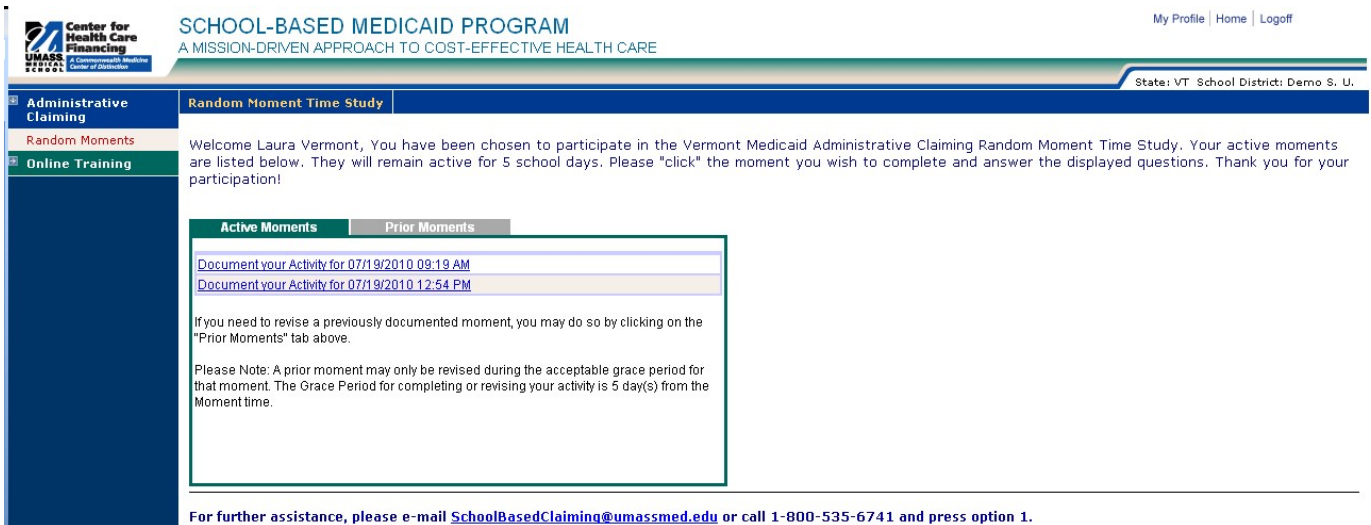 Center for
Health Care
Financing
UMASS
MEDICAL
SCHOOL
A Commonwealth Medicine
Center of Distinction
SCHOOL-BASED MEDICAID PROGRAM
A MISSION-DRIVEN APPROACH TO COST-EFFECTIVE HEALTH CARE
My Profile | Home | Logoff
State: VT School District: Demo S. U.
Administrative
Claiming
Random Moments
Online Training
Random Moment Time Study
Welcome Laura Vermont, You have been chosen to participate in the Vermont Medicaid Administrative Claiming Random Moment Time Study. Your active moments
are listed below. They will remain active for 5 school days. Please "click" the moment you wish to complete and answer the displayed questions. Thank you for your
participation!
Active Moments
Prior Moments
Document your Activity for 07/19/2010 09:19 AM
Document your Activity for 07/19/2010 12:54 PM
If you need to revise a previously documented moment, you may do so by clicking on the
"Prior Moments" tab above.
Please Note: A prior moment may only be revised during the acceptable grace period for
that moment. The Grace Period for completing or revising your activity is 5 day(s) from the
Moment time.
For further assistance, please e-mail SchoolBasedClaiming@umassmed.edu or call 1-800-535-6741 and press option 1.